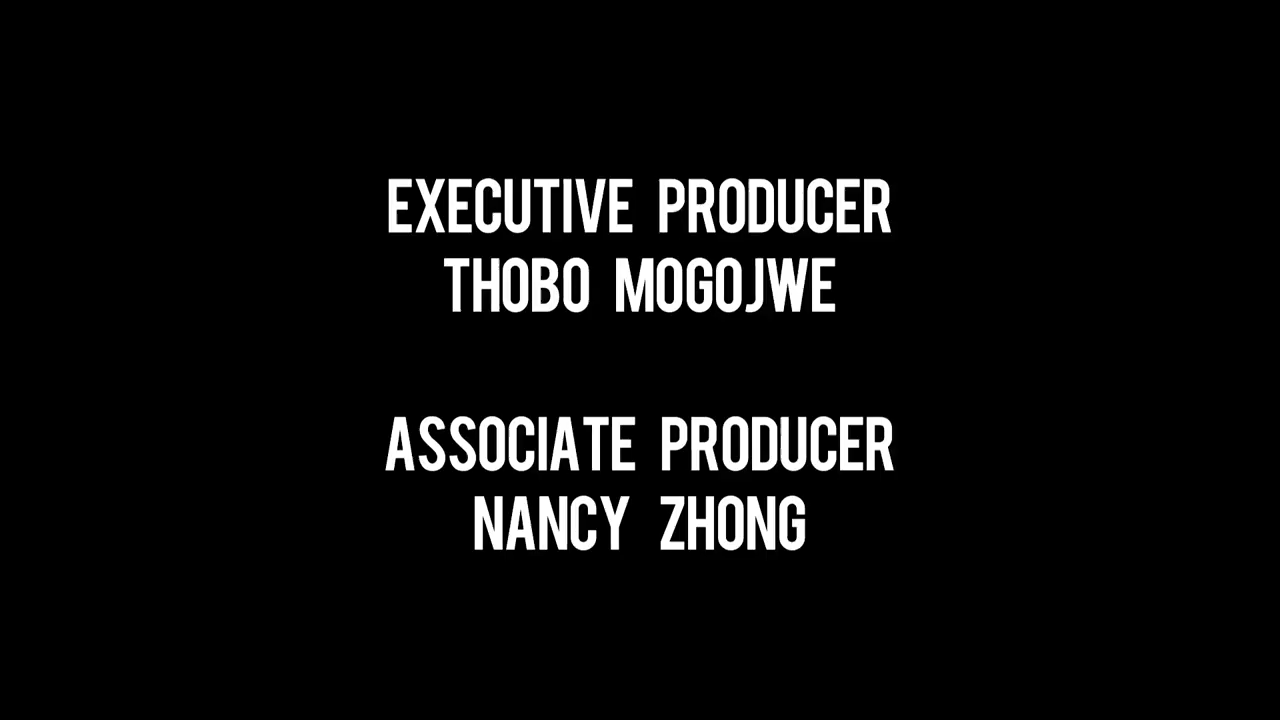 EXECUTIVE PRODUCER
THOBO MOGOJWE
ASSOCIATE PRODUCER
NANCY ZHONG